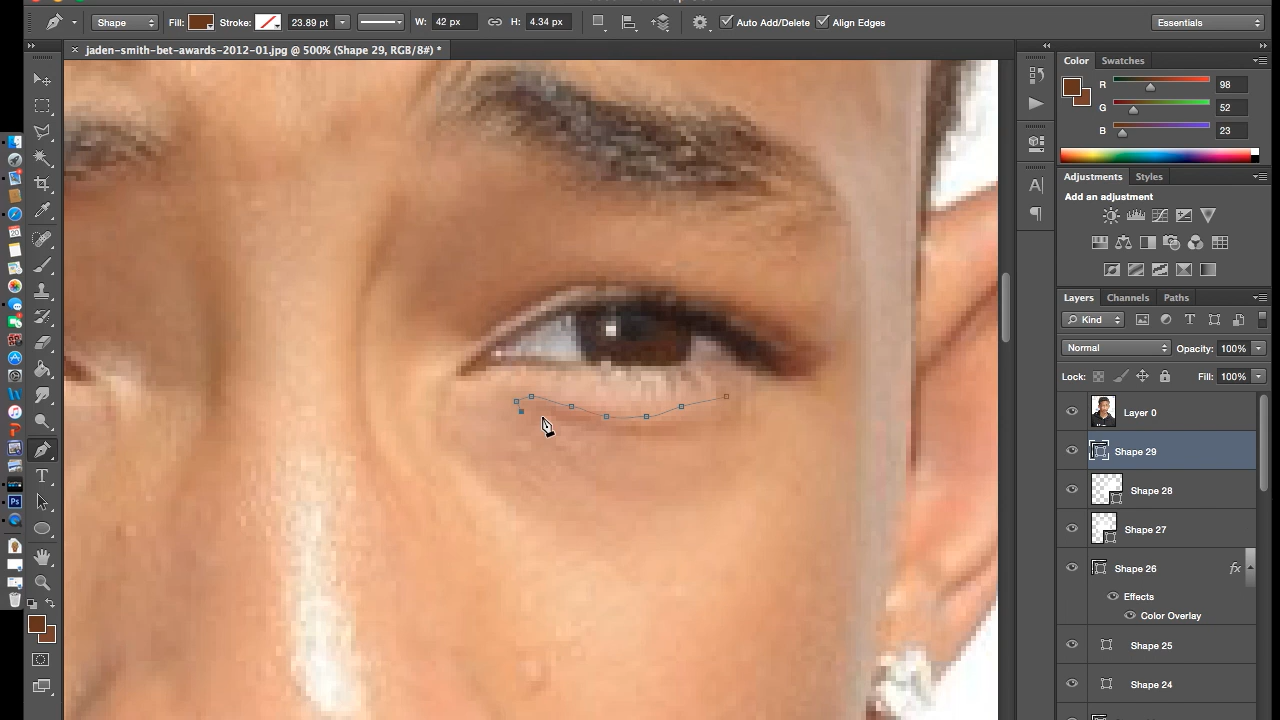 Shape Fill: Stroke: 23.89 pt W: 42 px H: 4.34 px Auto Add/Delete Align Edges Essentials
jaden-smith-bet-awards-2012-01.jpg @ 500% (Shape 29, RGB/8#) *
Color Swatches
R 98
G 52
B 23
Adjustments Styles
Add an adjustment
Layers Channels Paths
Kind
Normal Opacity: 100%
Lock: Fill: 100%
Layer 0
Shape 29
Shape 28
Shape 27
Shape 26 fx
Effects
Color Overlay
Shape 25
Shape 24